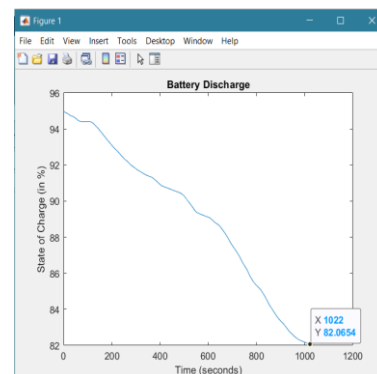 Figure 1
File Edit View Insert Tools Desktop Window Help
Battery Discharge
96
94
92
90
88
86
84
82
State of Charge (in %)
X 1022
Y 82.0654
0 200 400 600 800 1000 1200
Time (seconds)